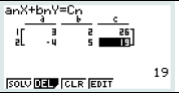 anX+bnY=Cn
a b c
1[ 3 2 26]
2[ -4 5 19]
19
SOLV DEL CLR EDIT